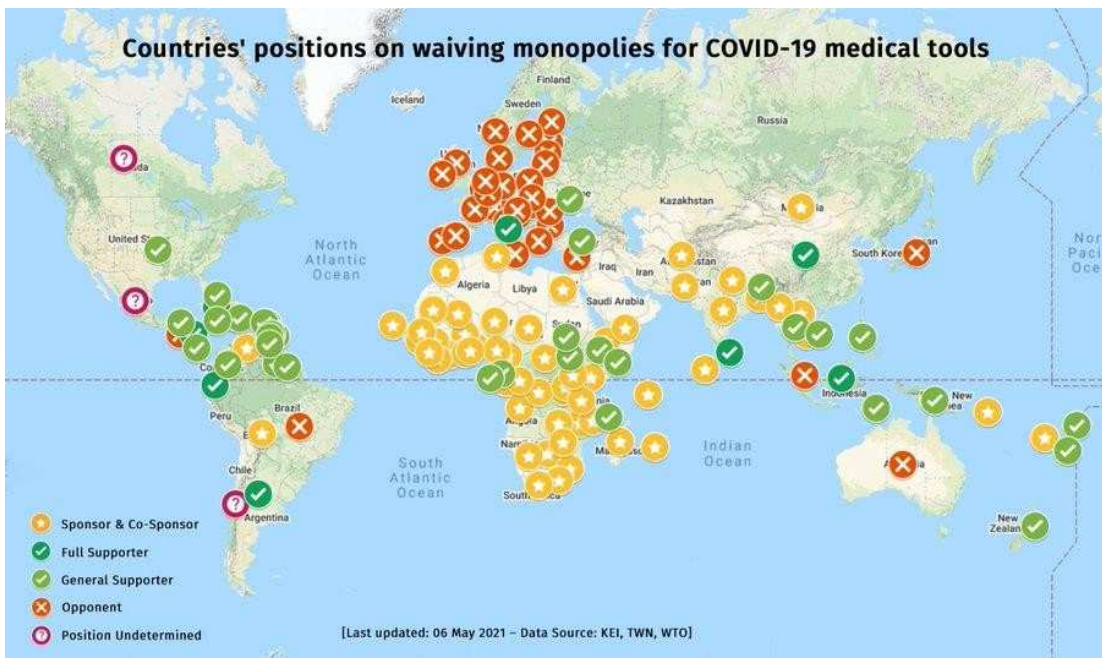 Countries' positions on waiving monopolies for COVID-19 medical tools
Finland
Iceland
Sweden
Russia
Kazakhstan
United
North
Atlantic
Ocean
South
Iraq
Iran
Algeria
Libya
Saudi Arabia
Peru
Brazil
Indonesia
New
Indian
Ocean
South
Atlantic
Ocean
Chile
Argentina
New
Sponsor & Co-Sponsor
Full Supporter
General Supporter
Opponent
Position Undetermined
[Last updated: 06 May 2021 – Data Source: KEI, TWN, WTO]